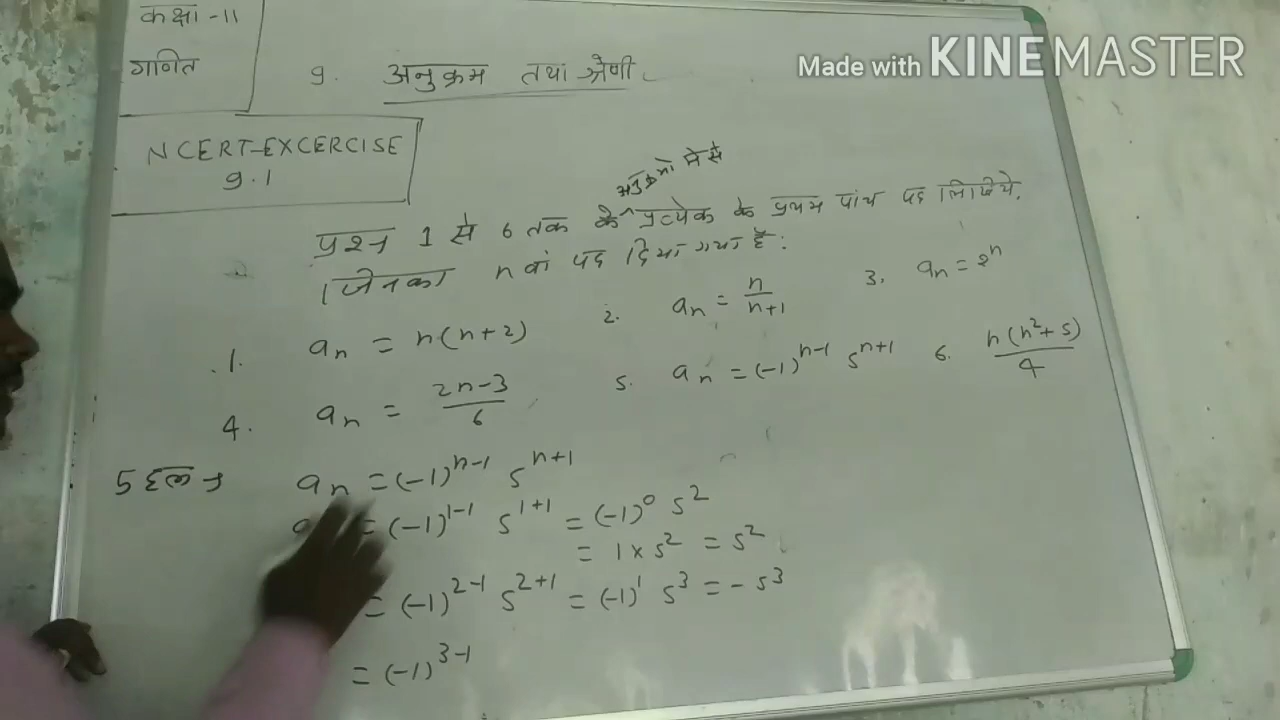 कक्षा -11
गणित
Made with KINEMASTER
9. अनुक्रम तथा श्रेणी
NCERT-EXCERCISE
9.1
अनुक्रमों में से
प्रश्न 1 से 6 तक के ^ प्रत्येक के प्रथम पांच पद लिखिये,
जिनका n वां पद दिया गया है:
1. aₙ = n(n+2) 2. aₙ = n/(n+1) 3. aₙ = 2ⁿ
4. aₙ = (2n-3)/6 5. aₙ = (-1)ⁿ⁻¹ 5ⁿ⁺¹ 6. n(n²+5)/4
5 हल → aₙ = (-1)ⁿ⁻¹ 5ⁿ⁺¹
= (-1)¹⁻¹ 5¹⁺¹ = (-1)⁰ 5²
= 1 × 5² = 5²
= (-1)²⁻¹ 5²⁺¹ = (-1)¹ 5³ = - 5³
= (-1)³⁻¹